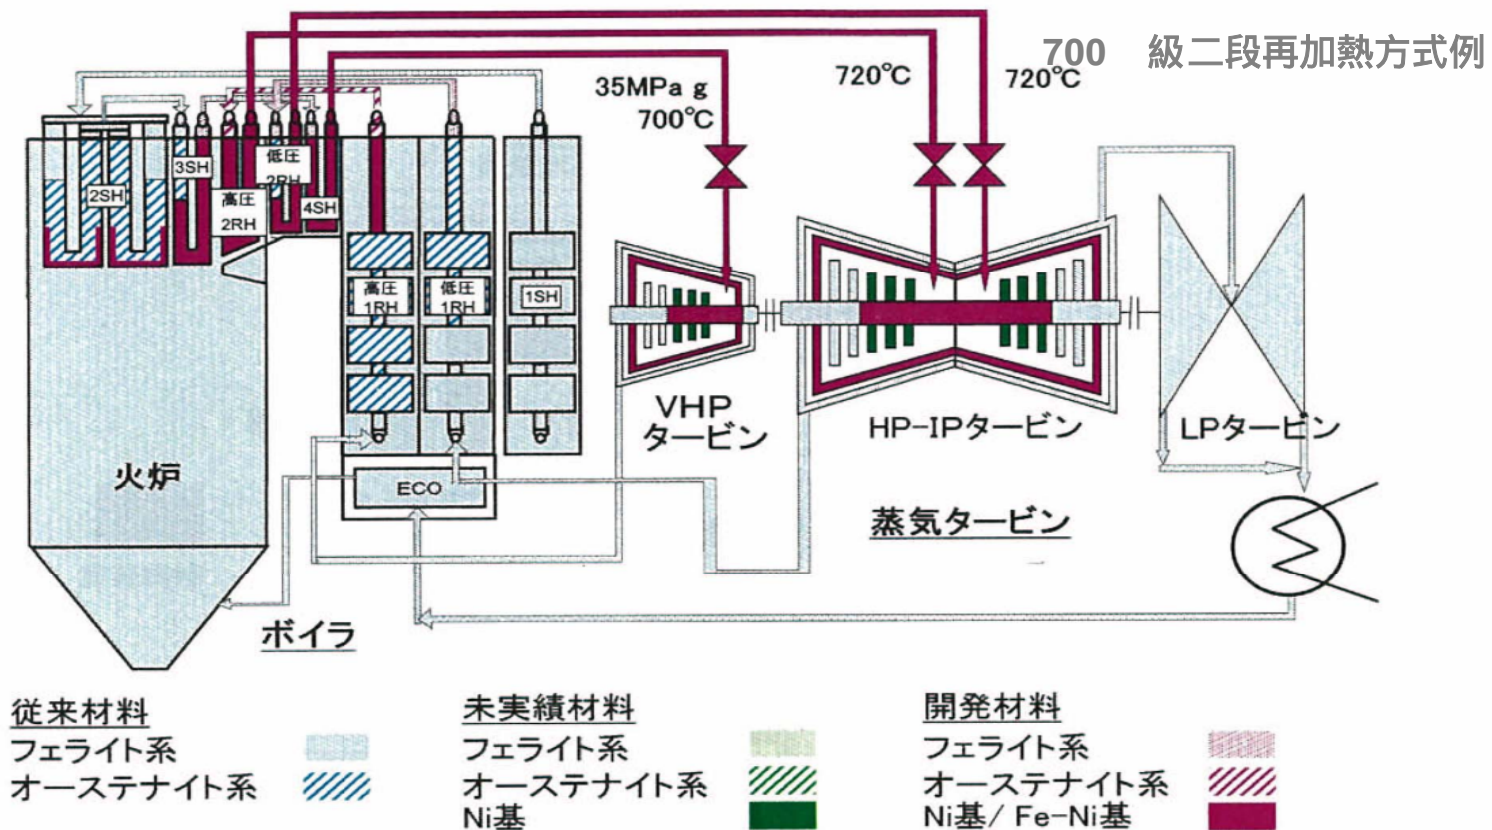 700　級二段再加熱方式例
35MPa g
700℃
720℃
720℃
2SH
3SH
高圧
2RH
低圧
2RH
4SH
高圧
1RH
低圧
1RH
1SH
ECO
火炉
ボイラ
VHP
タービン
HP-IPタービン
LPタービン
蒸気タービン
従来材料
フェライト系
オーステナイト系
未実績材料
フェライト系
オーステナイト系
Ni基
開発材料
フェライト系
オーステナイト系
Ni基/ Fe-Ni基